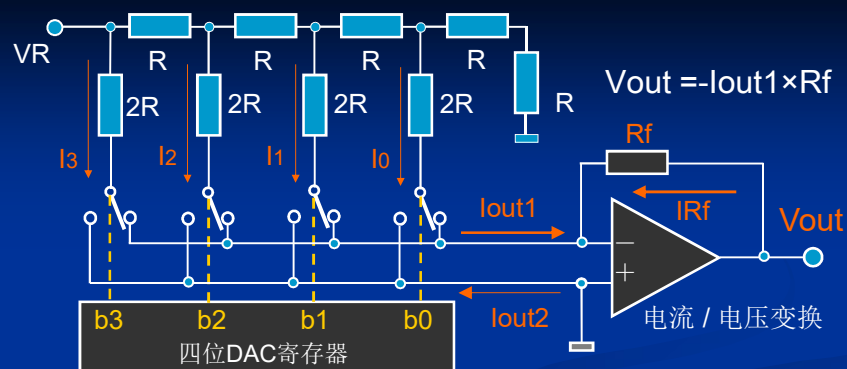 VR
R
R
R
R
2R
2R
2R
2R
R
Vout =-Iout1×Rf
I3
I2
I1
I0
Rf
IRf
Iout1
Vout
−
+
Iout2
b3
b2
b1
b0
四位DAC寄存器
电流 / 电压变换